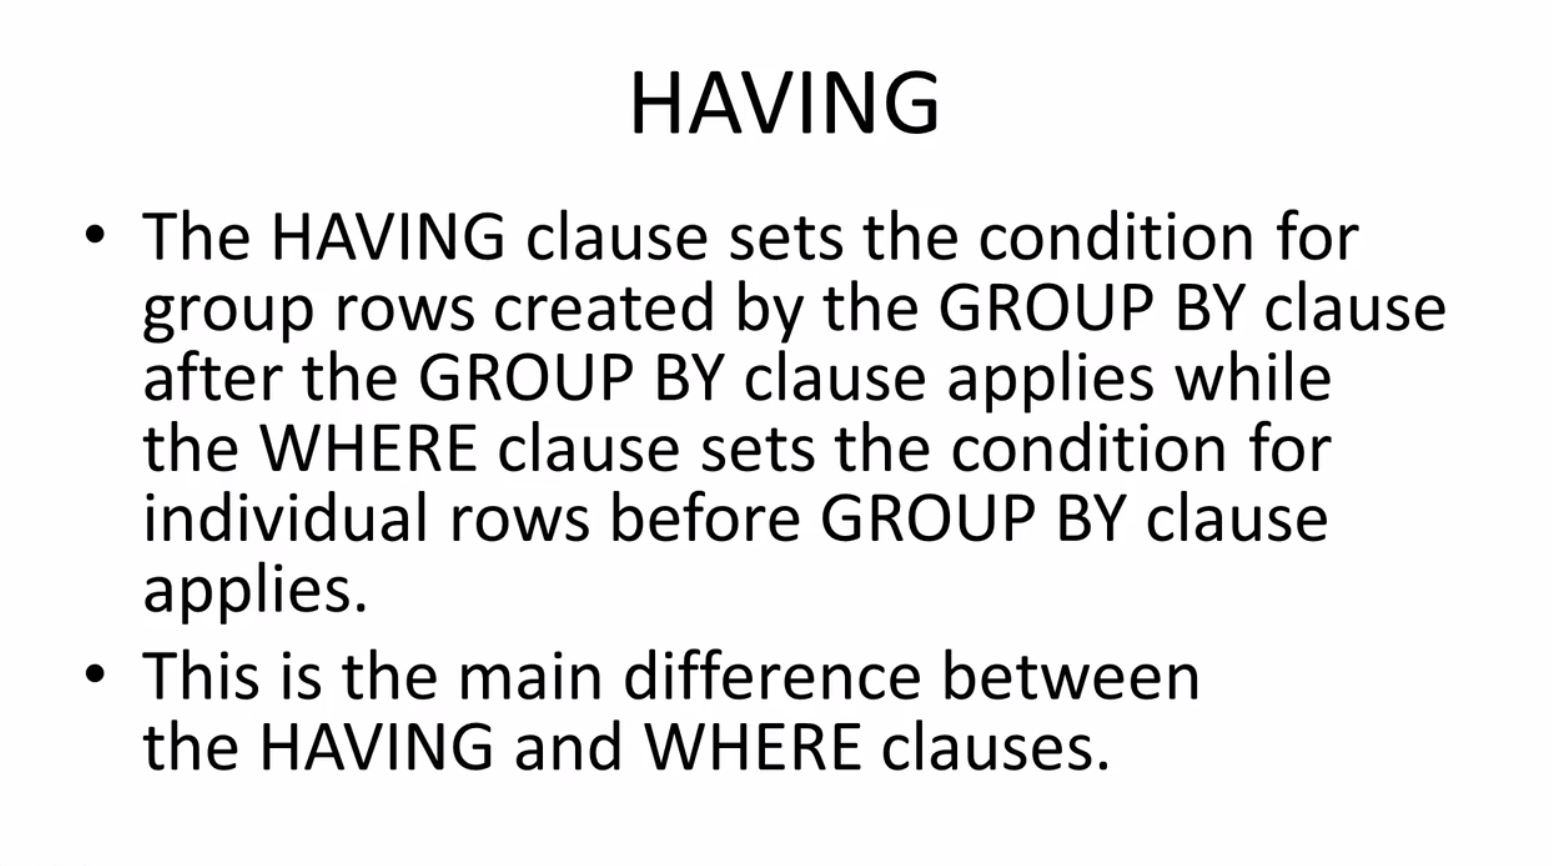 HAVING
• The HAVING clause sets the condition for
group rows created by the GROUP BY clause
after the GROUP BY clause applies while
the WHERE clause sets the condition for
individual rows before GROUP BY clause
applies.
• This is the main difference between
the HAVING and WHERE clauses.